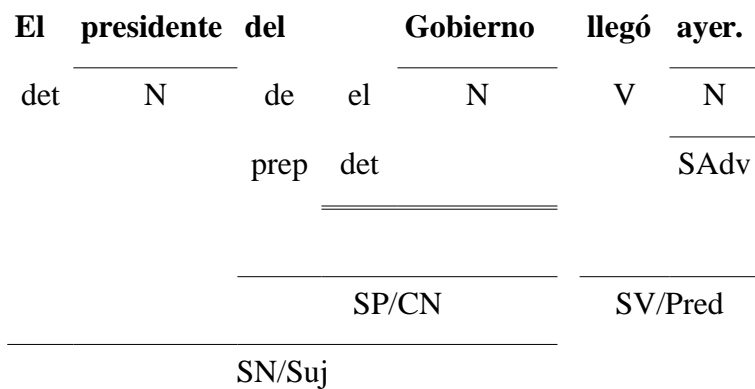 El presidente del Gobierno llegó ayer.
det N de el N V N
prep det SAdv
SP/CN SV/Pred
SN/Suj